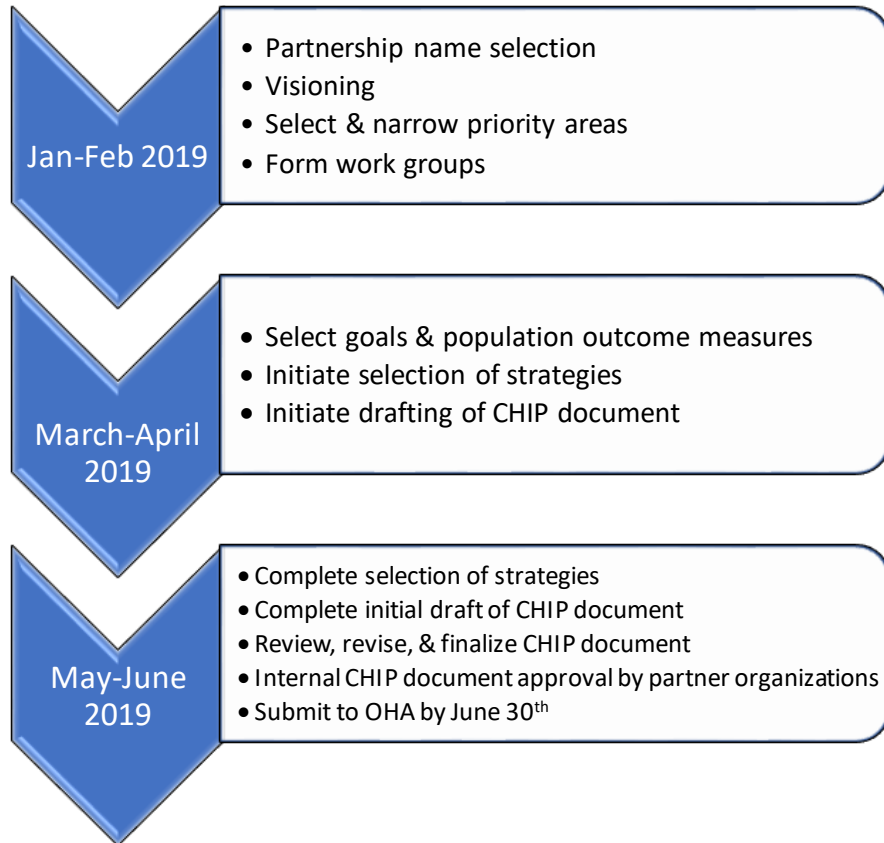 Jan-Feb 2019
• Partnership name selection
• Visioning
• Select & narrow priority areas
• Form work groups
March-April
2019
• Select goals & population outcome measures
• Initiate selection of strategies
• Initiate drafting of CHIP document
May-June
2019
• Complete selection of strategies
• Complete initial draft of CHIP document
• Review, revise, & finalize CHIP document
• Internal CHIP document approval by partner organizations
• Submit to OHA by June 30th